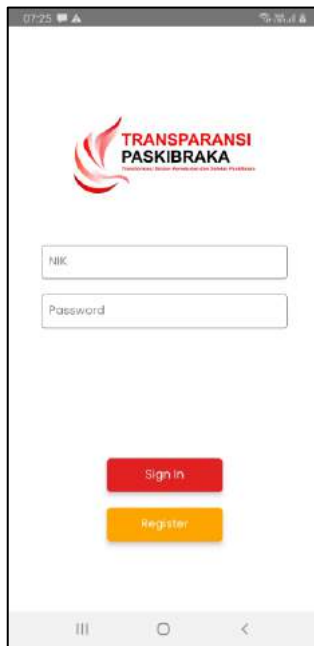 07:25
TRANSPARANSI
PASKIBRAKA
NIK
Password
Sign In
Register